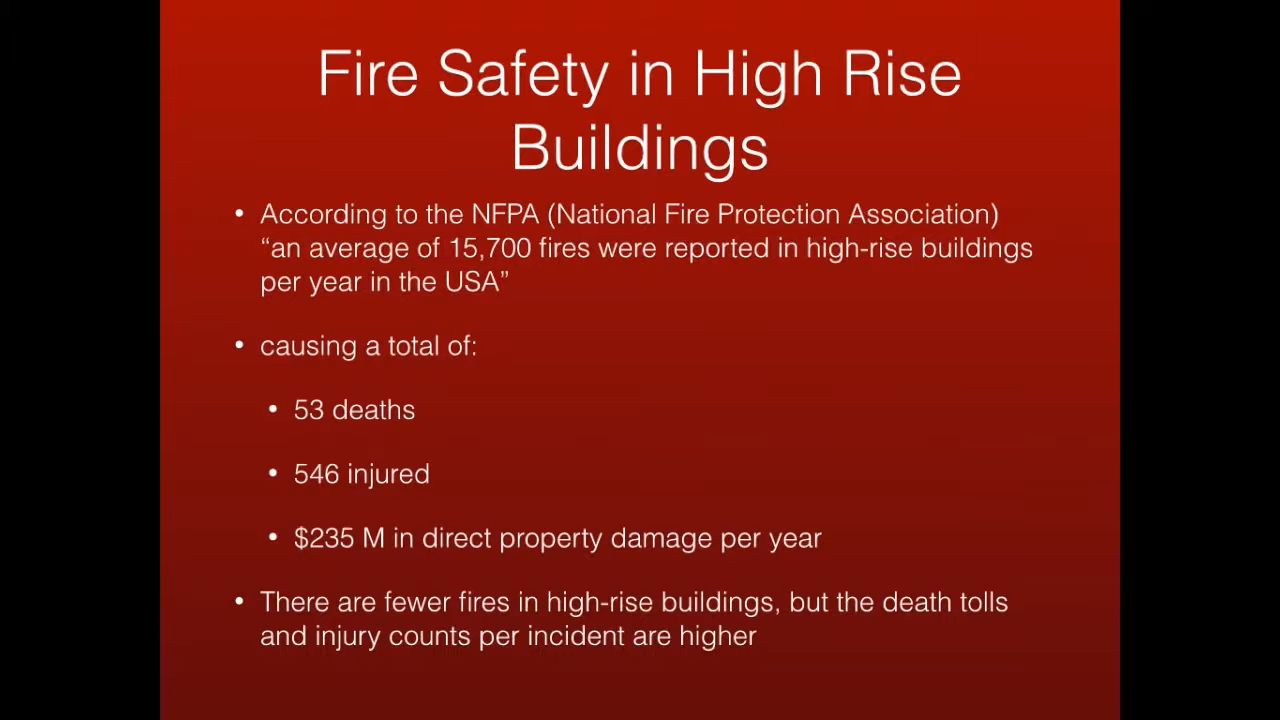 Fire Safety in High Rise
Buildings
• According to the NFPA (National Fire Protection Association)
“an average of 15,700 fires were reported in high-rise buildings
per year in the USA”
• causing a total of:
• 53 deaths
• 546 injured
• $235 M in direct property damage per year
• There are fewer fires in high-rise buildings, but the death tolls
and injury counts per incident are higher